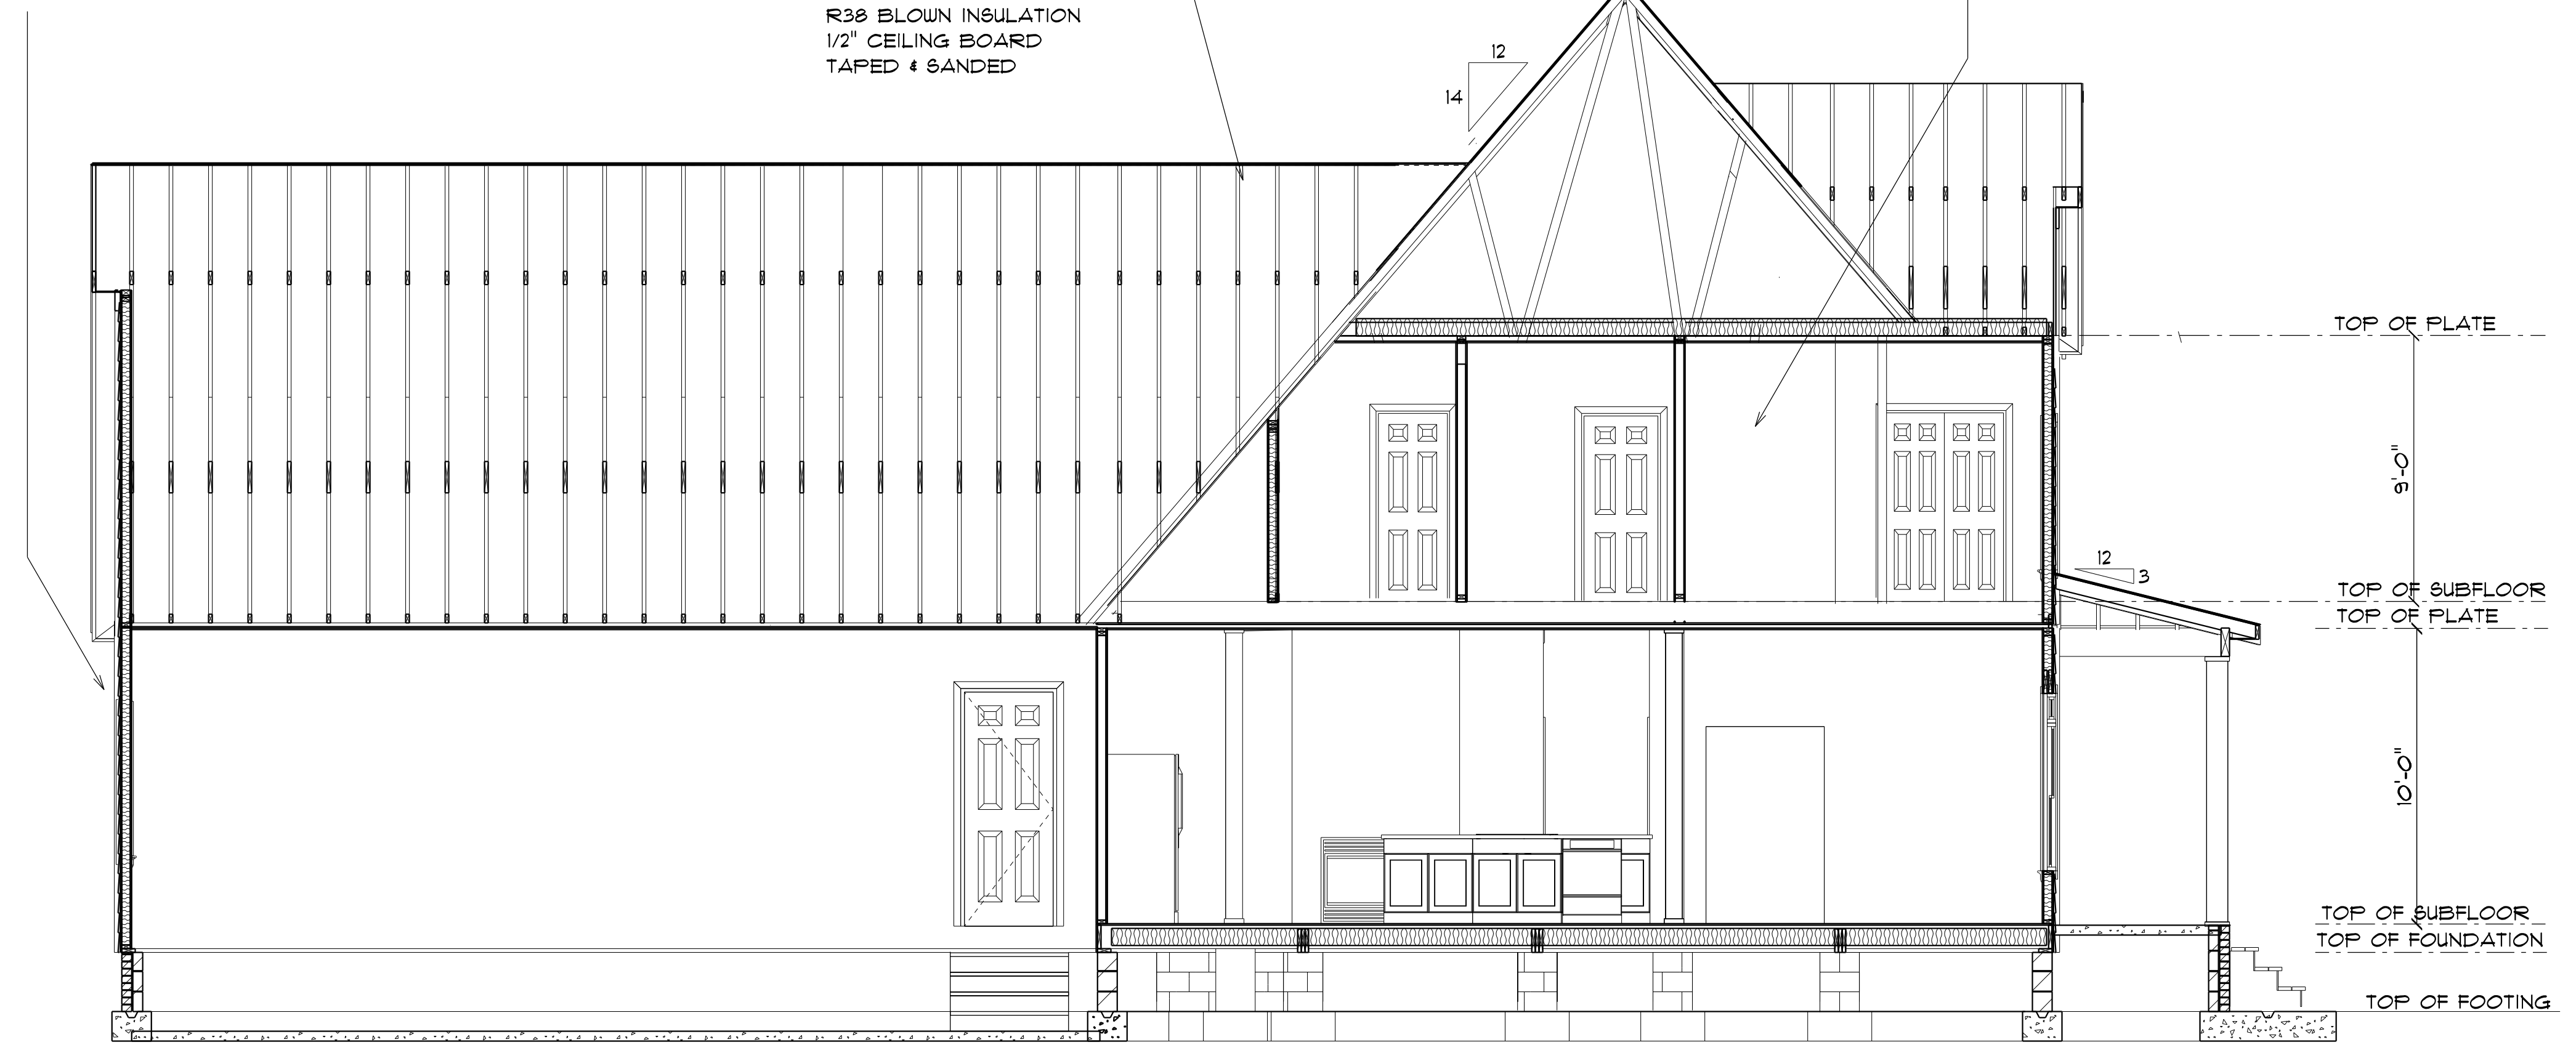 R38 BLOWN INSULATION
1/2" CEILING BOARD
TAPED & SANDED
12
14
TOP OF PLATE
9'-0"
12
3
TOP OF SUBFLOOR
TOP OF PLATE
10'-0"
TOP OF SUBFLOOR
TOP OF FOUNDATION
TOP OF FOOTING